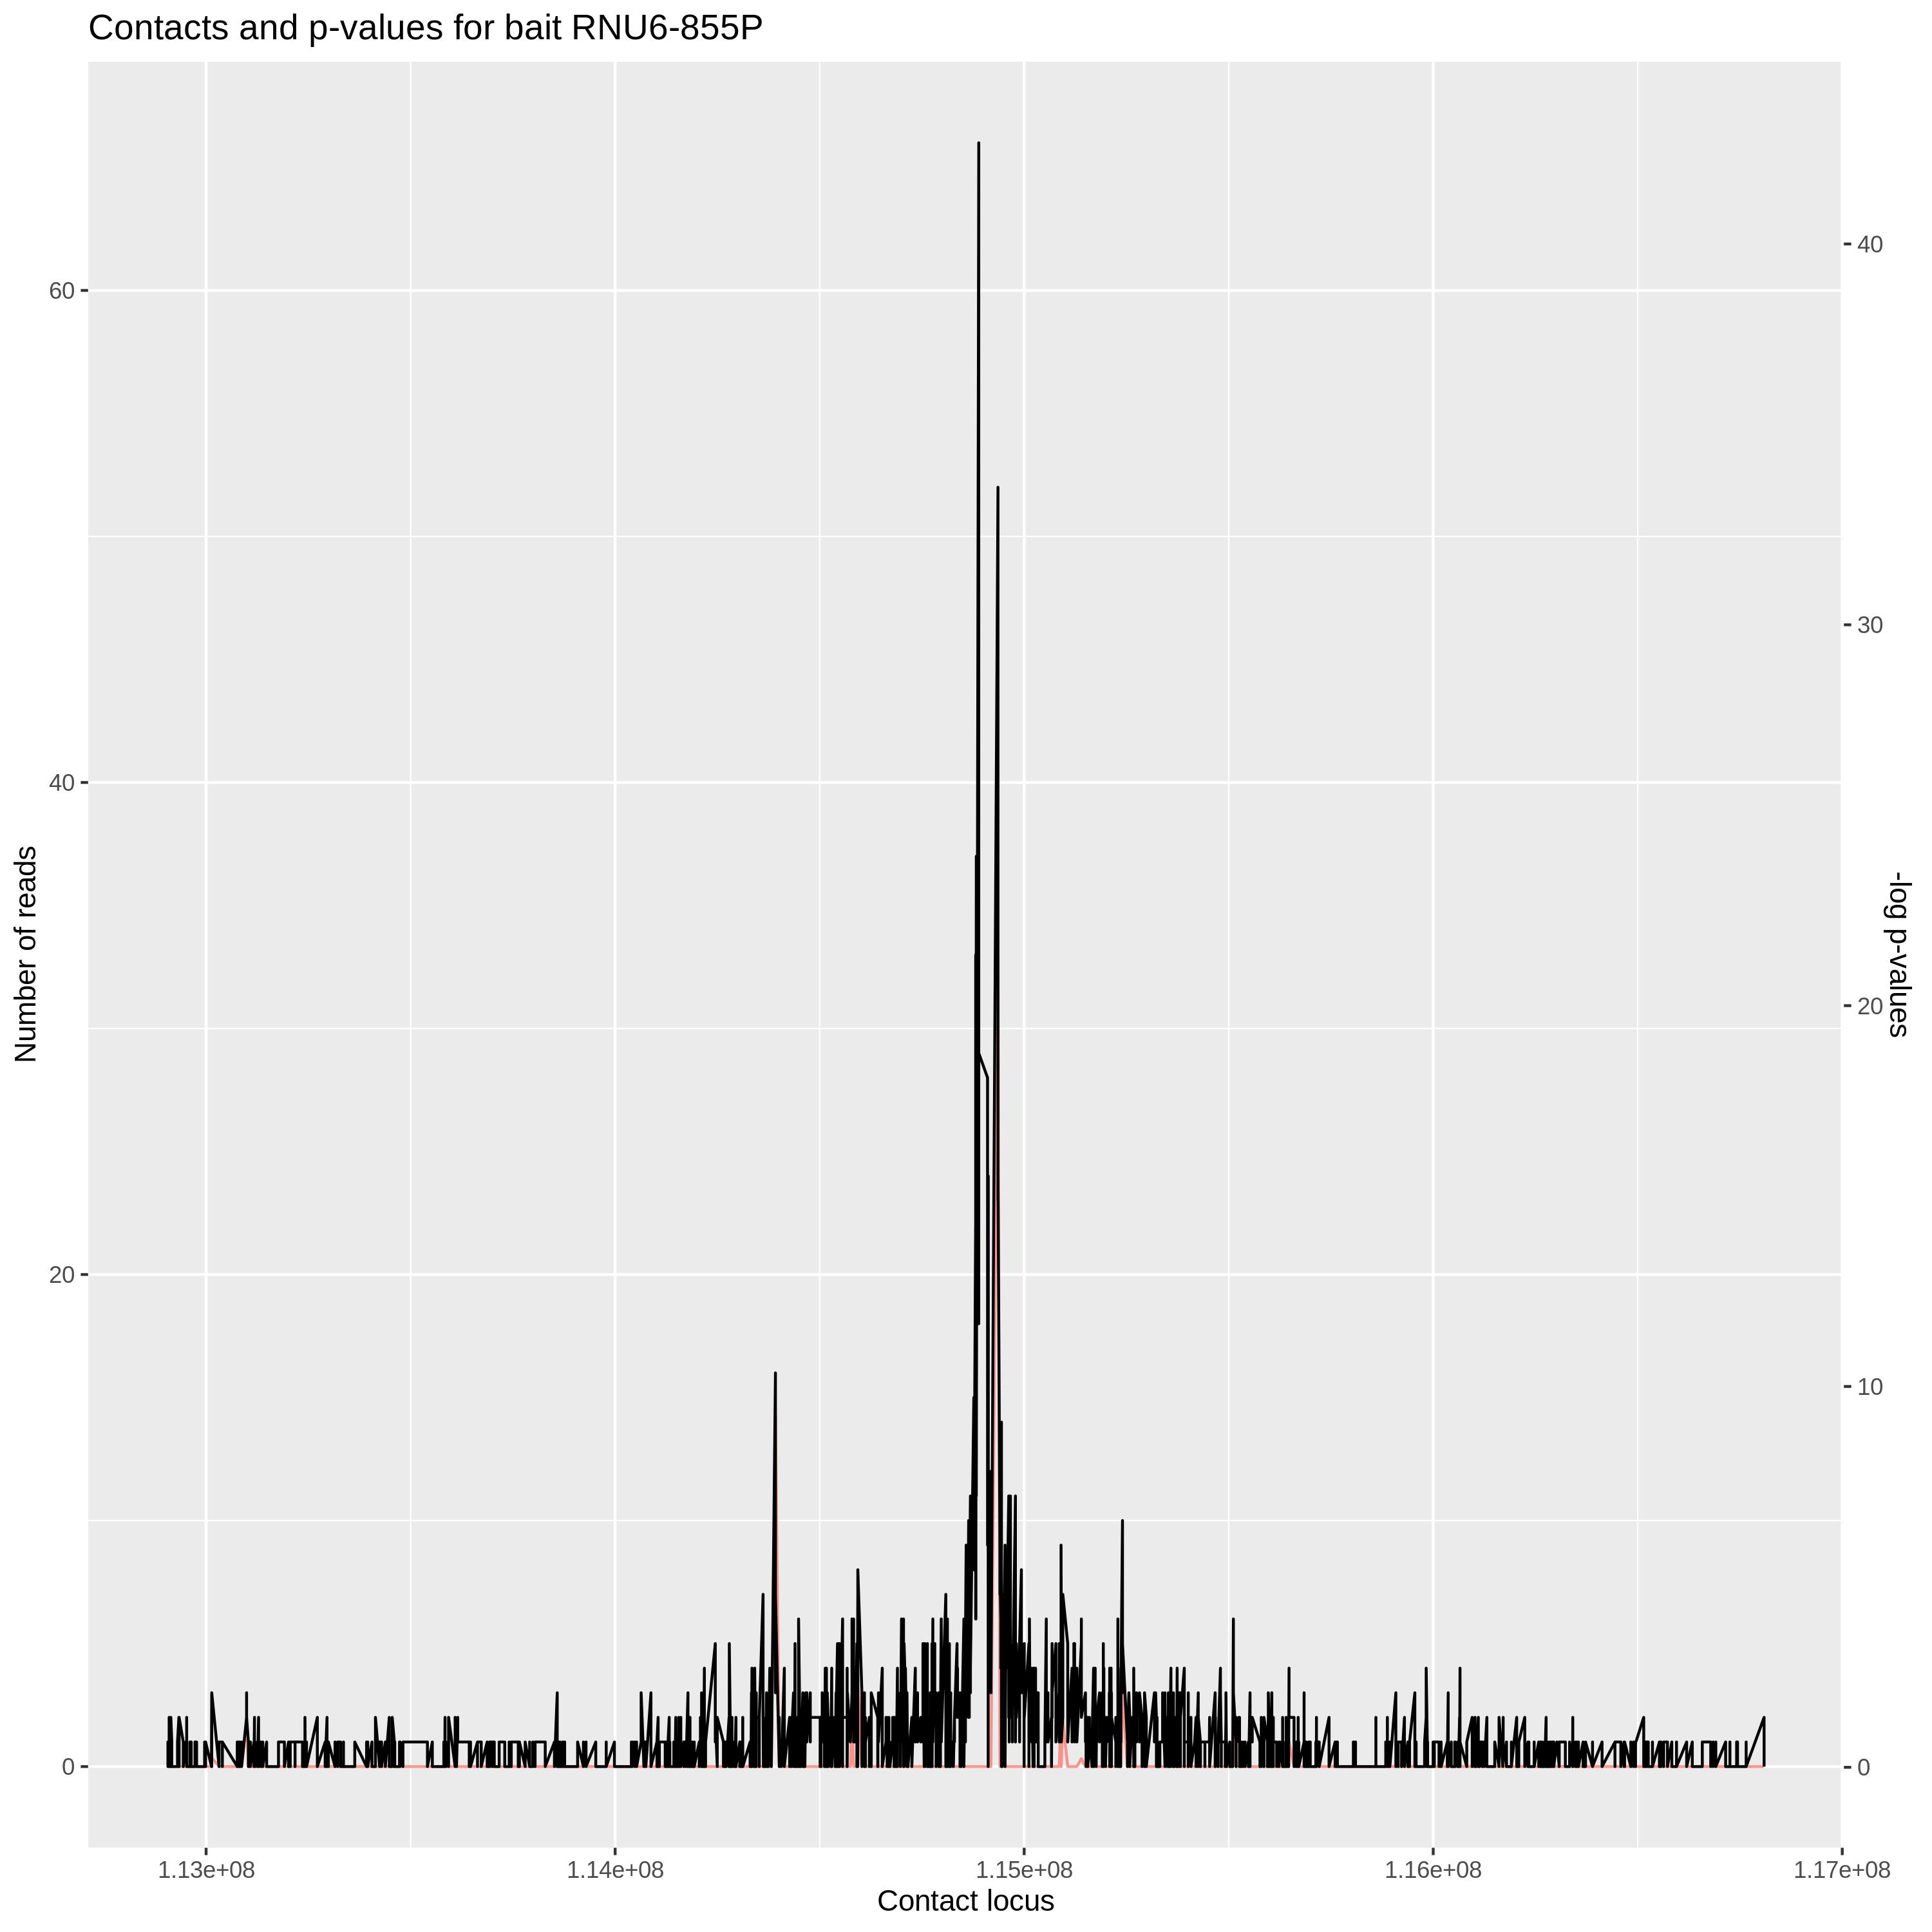 Contacts and p-values for bait RNU6-855P
60
40
20
0
40
30
20
10
0
Number of reads
-log p-values
1.13e+08
1.14e+08
1.15e+08
1.16e+08
1.17e+08
Contact locus